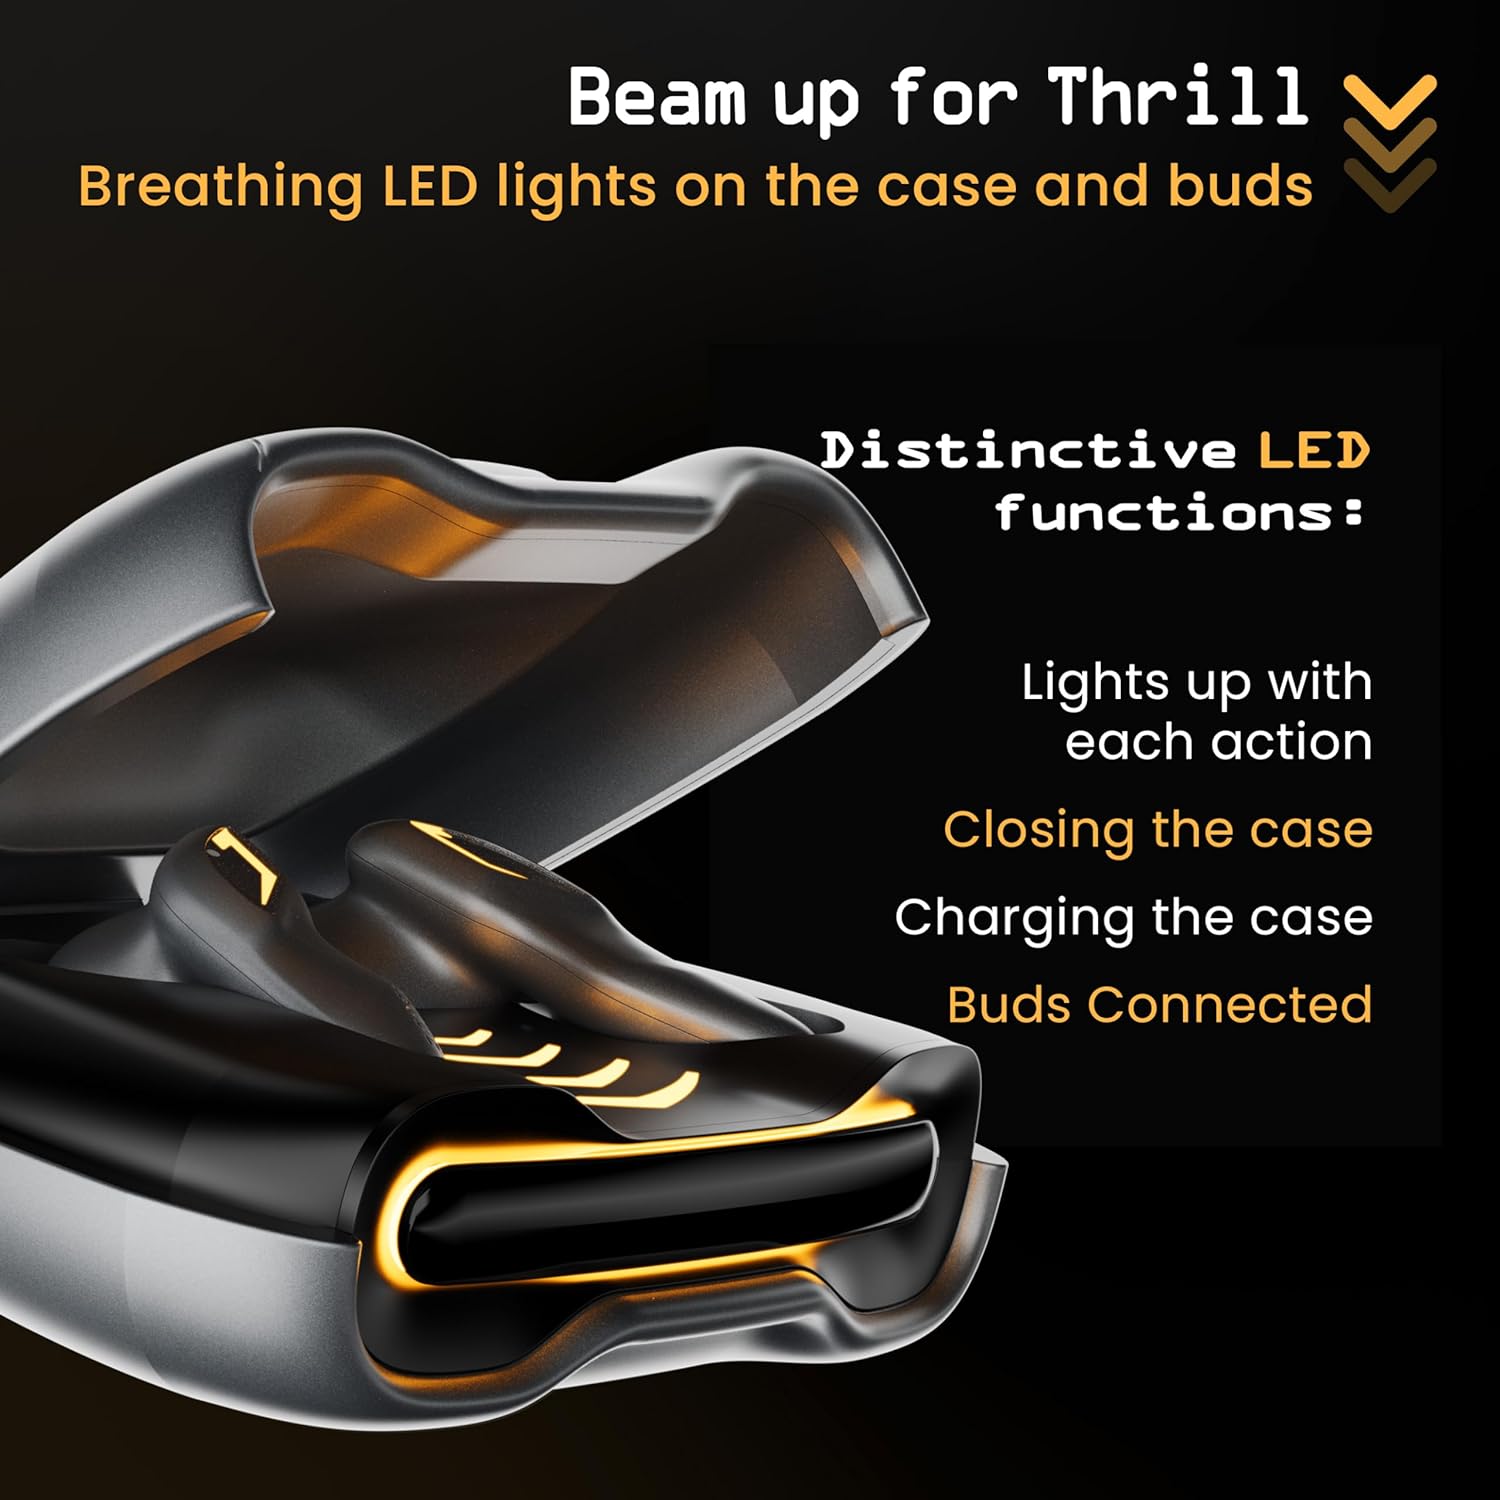 Beam up for Thrill
Breathing LED lights on the case and buds
Distinctive LED
functions:
Lights up with
each action
Closing the case
Charging the case
Buds Connected